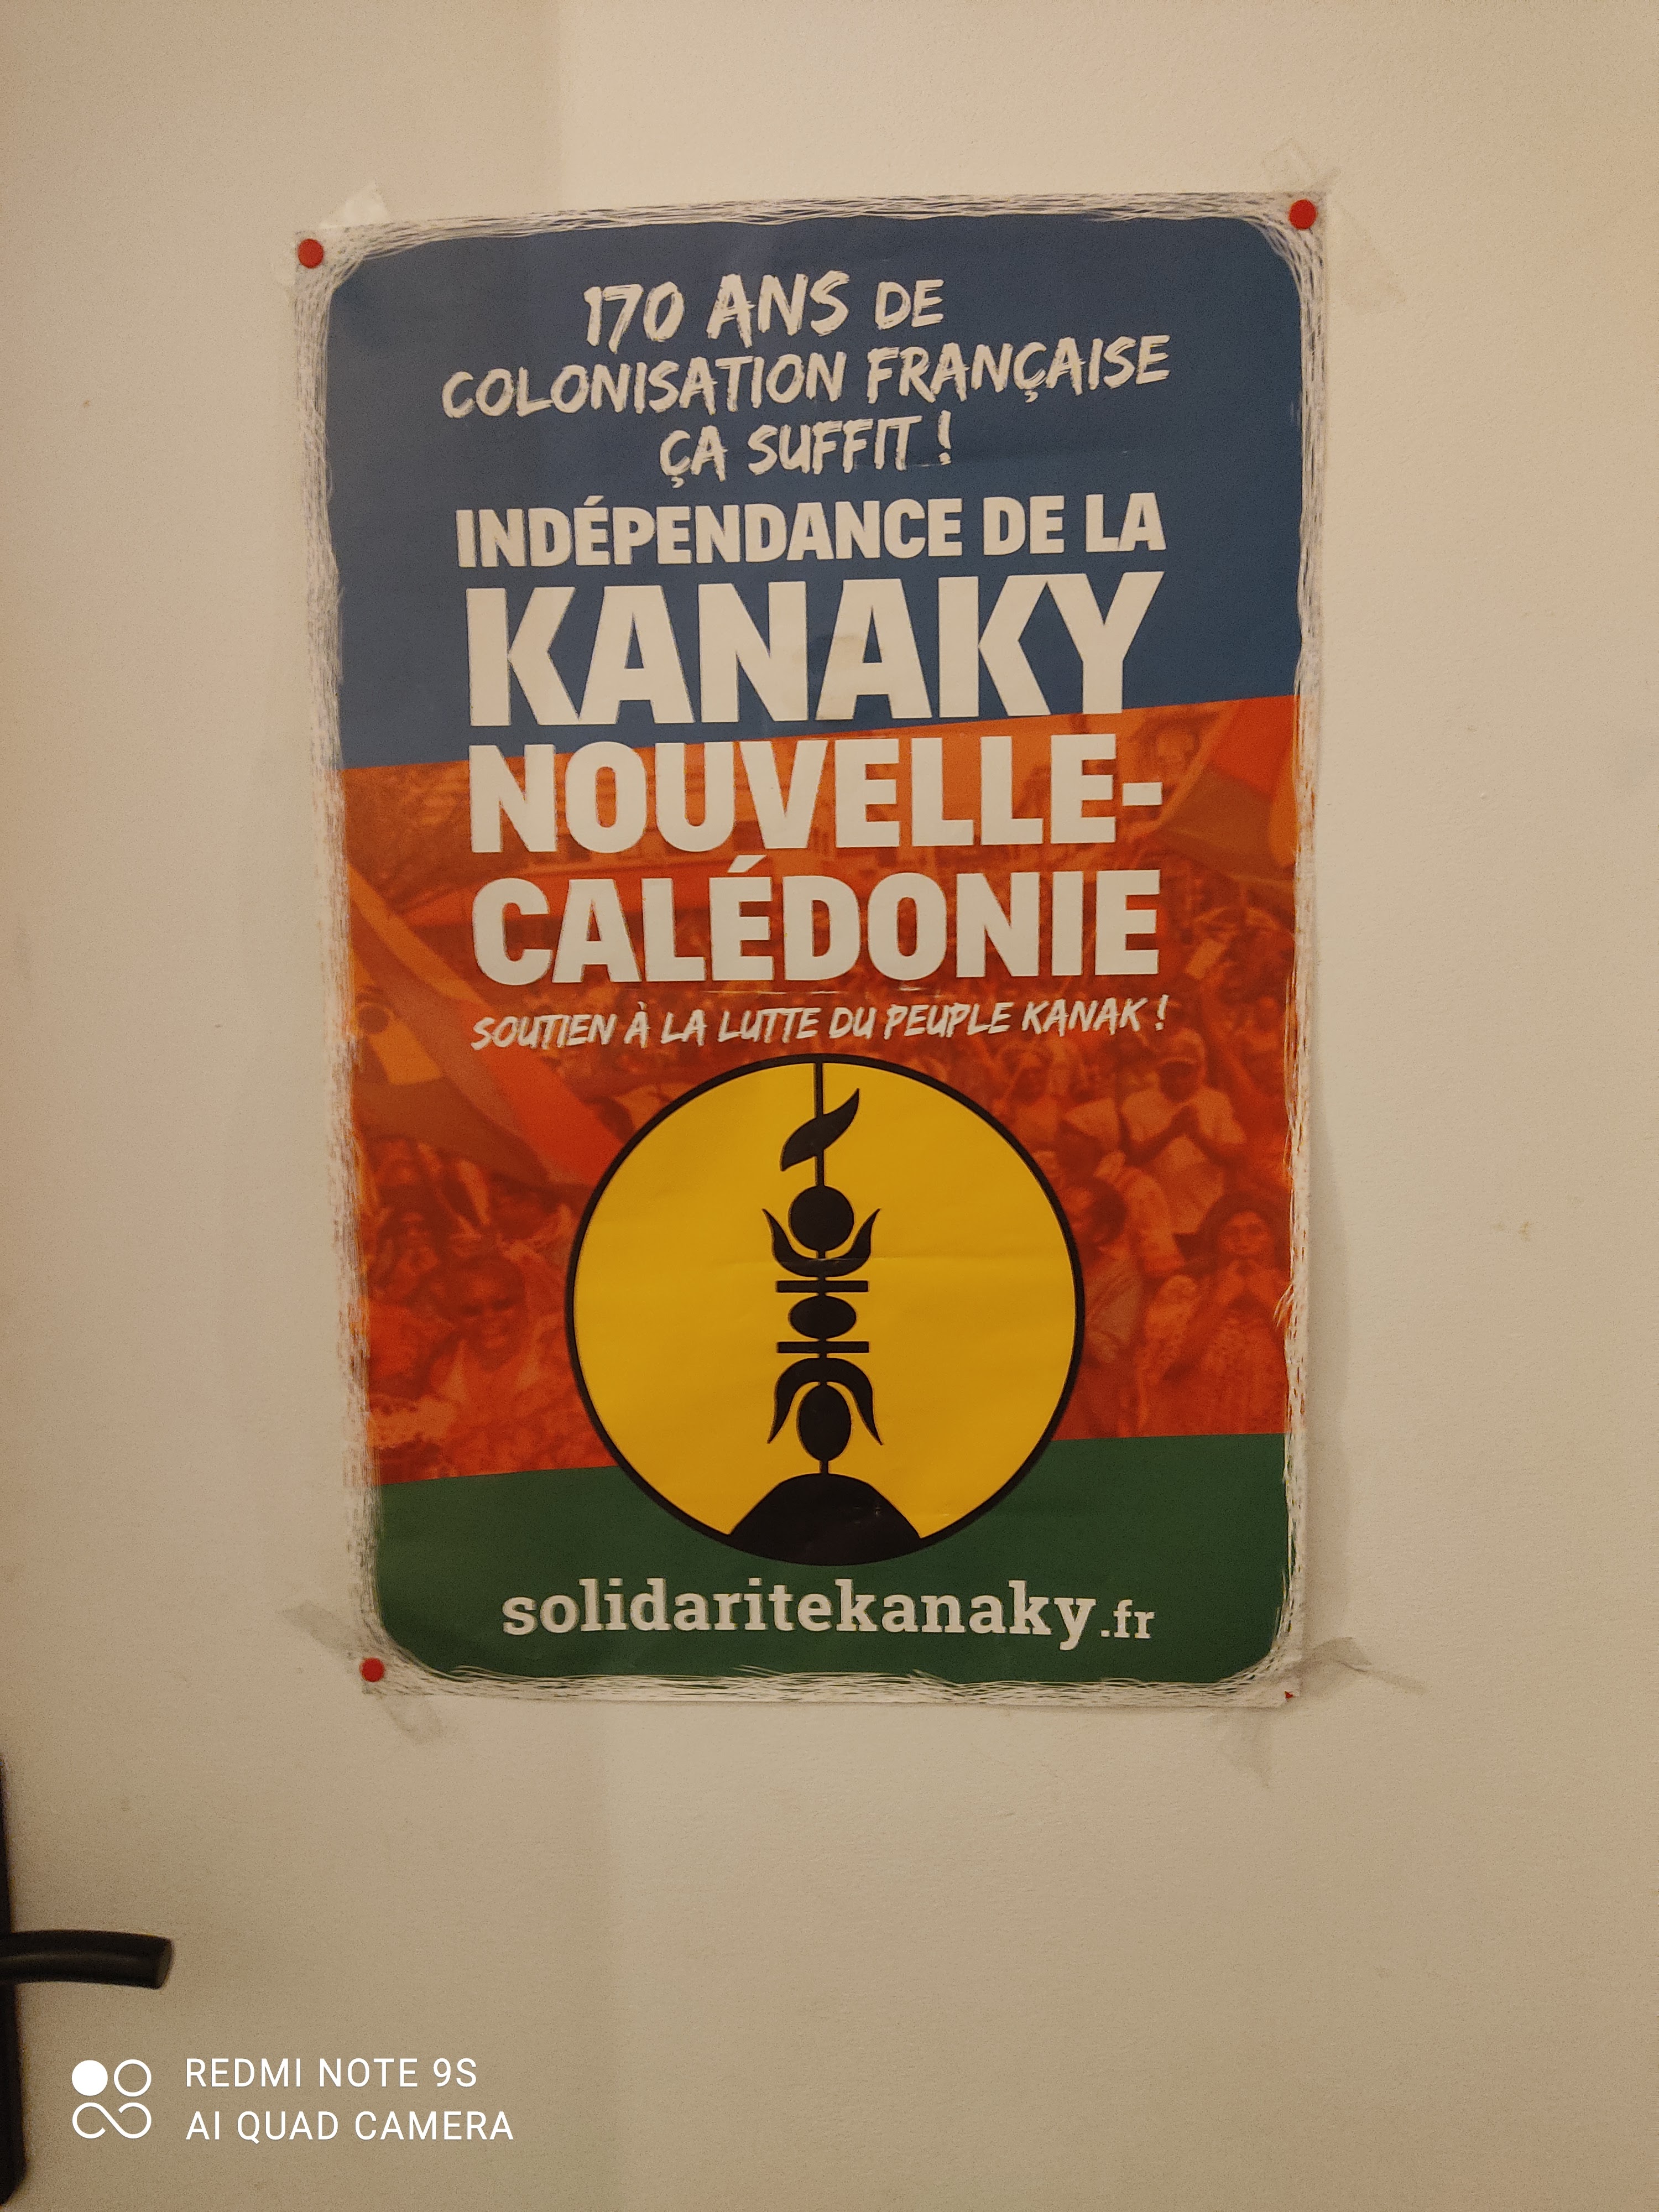 170 ANS DE
COLONISATION FRANÇAISE
ÇA SUFFIT !
INDÉPENDANCE DE LA
KANAKY
NOUVELLE-
CALÉDONIE
SOUTIEN À LA LUTTE DU PEUPLE KANAK !
solidaritekanaky.fr
REDMI NOTE 9S
AI QUAD CAMERA